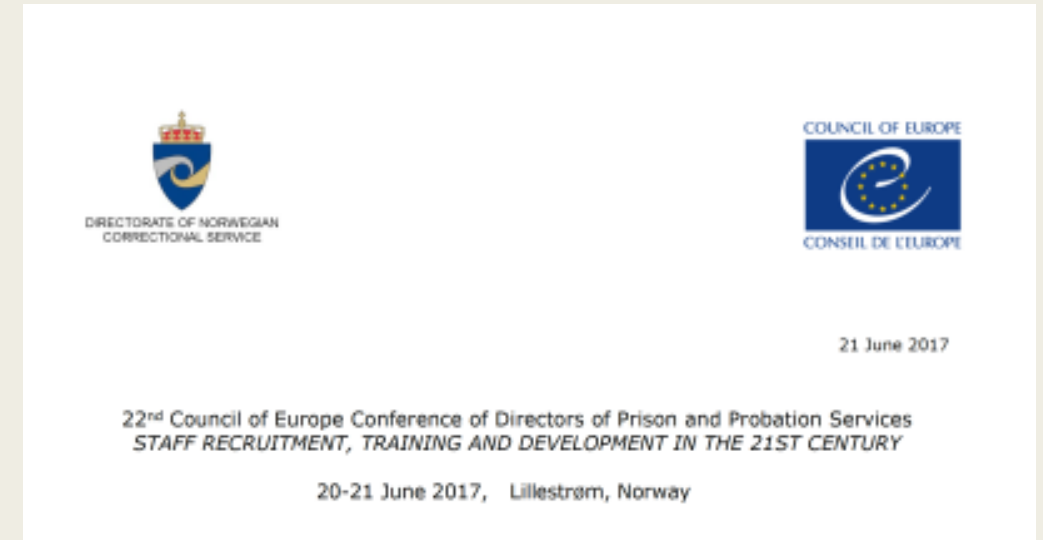 DIRECTORATE OF NORWEGIAN
CORRECTIONAL SERVICE
COUNCIL OF EUROPE
CONSEIL DE L'EUROPE
21 June 2017
22nd Council of Europe Conference of Directors of Prison and Probation Services
STAFF RECRUITMENT, TRAINING AND DEVELOPMENT IN THE 21ST CENTURY
20-21 June 2017, Lillestrøm, Norway